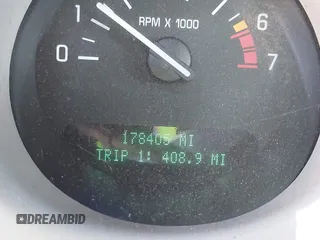 RPM X 1000
0 1 6 7
178405 MI
TRIP 1: 408.9 MI
DREAMBID